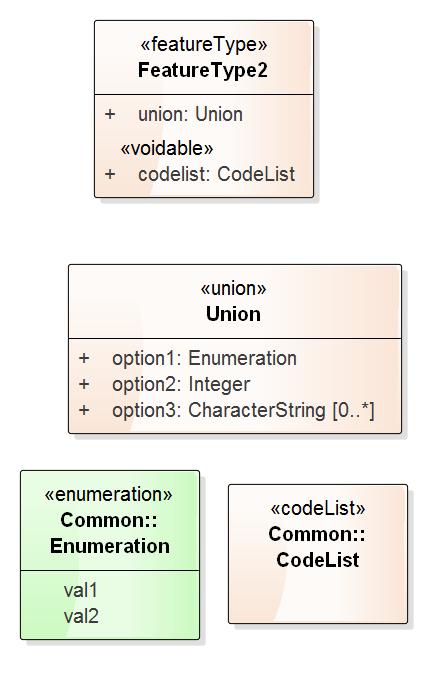 «featureType»
FeatureType2
+ union: Union
«voidable»
+ codelist: CodeList
«union»
Union
+ option1: Enumeration
+ option2: Integer
+ option3: CharacterString [0..*]
«enumeration»
Common::
Enumeration
val1
val2
«codeList»
Common::
CodeList